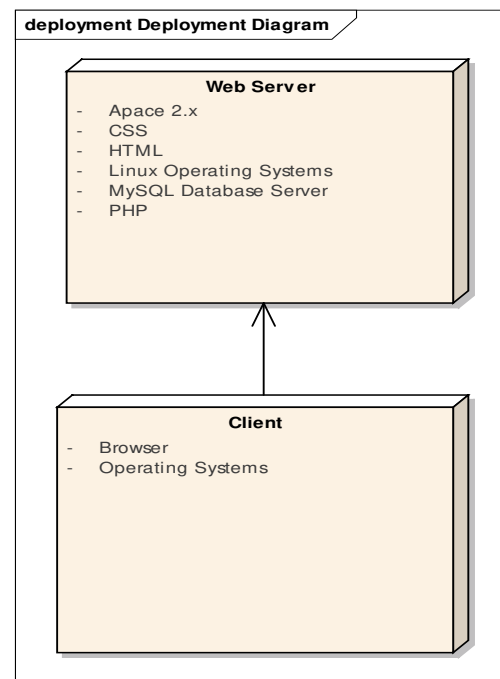 deployment Deployment Diagram
Web Server
- Apace 2.x
- CSS
- HTML
- Linux Operating Systems
- MySQL Database Server
- PHP
Client
- Browser
- Operating Systems